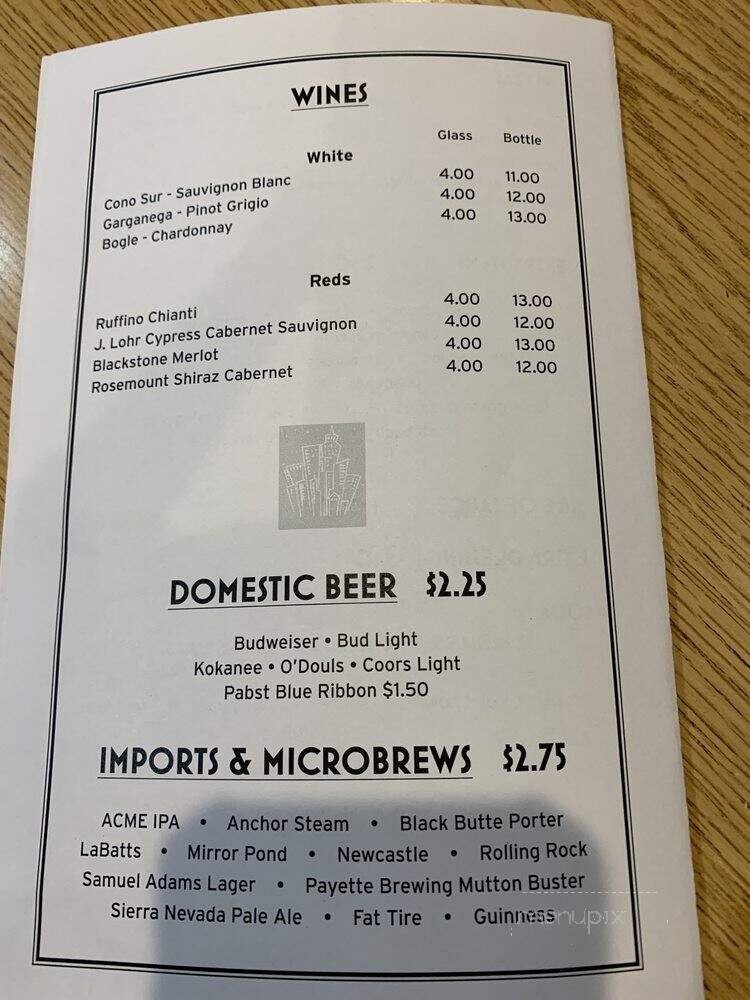 WINES
Glass Bottle
White
Cono Sur - Sauvignon Blanc 4.00 11.00
Garganega - Pinot Grigio 4.00 12.00
Bogle - Chardonnay 4.00 13.00
Reds
Ruffino Chianti 4.00 13.00
J. Lohr Cypress Cabernet Sauvignon 4.00 12.00
Blackstone Merlot 4.00 13.00
Rosemount Shiraz Cabernet 4.00 12.00
DOMESTIC BEER $2.25
Budweiser • Bud Light
Kokanee • O'Douls • Coors Light
Pabst Blue Ribbon $1.50
IMPORTS & MICROBREWS $2.75
ACME IPA • Anchor Steam • Black Butte Porter
LaBatts • Mirror Pond • Newcastle • Rolling Rock
Samuel Adams Lager • Payette Brewing Mutton Buster
Sierra Nevada Pale Ale • Fat Tire • Guinness
menupix